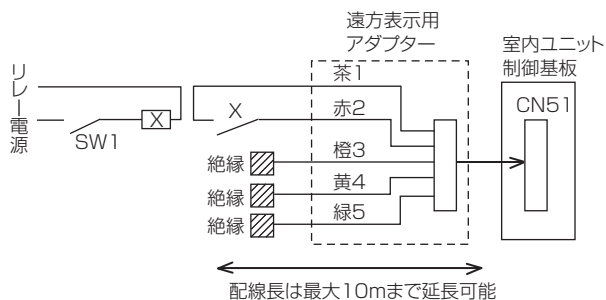 遠方表示用
アダプター
室内ユニット
制御基板
リレー電源
SW1
X
X
茶1
赤2
橙3
黄4
緑5
絶縁
絶縁
絶縁
CN51
配線長は最大10mまで延長可能